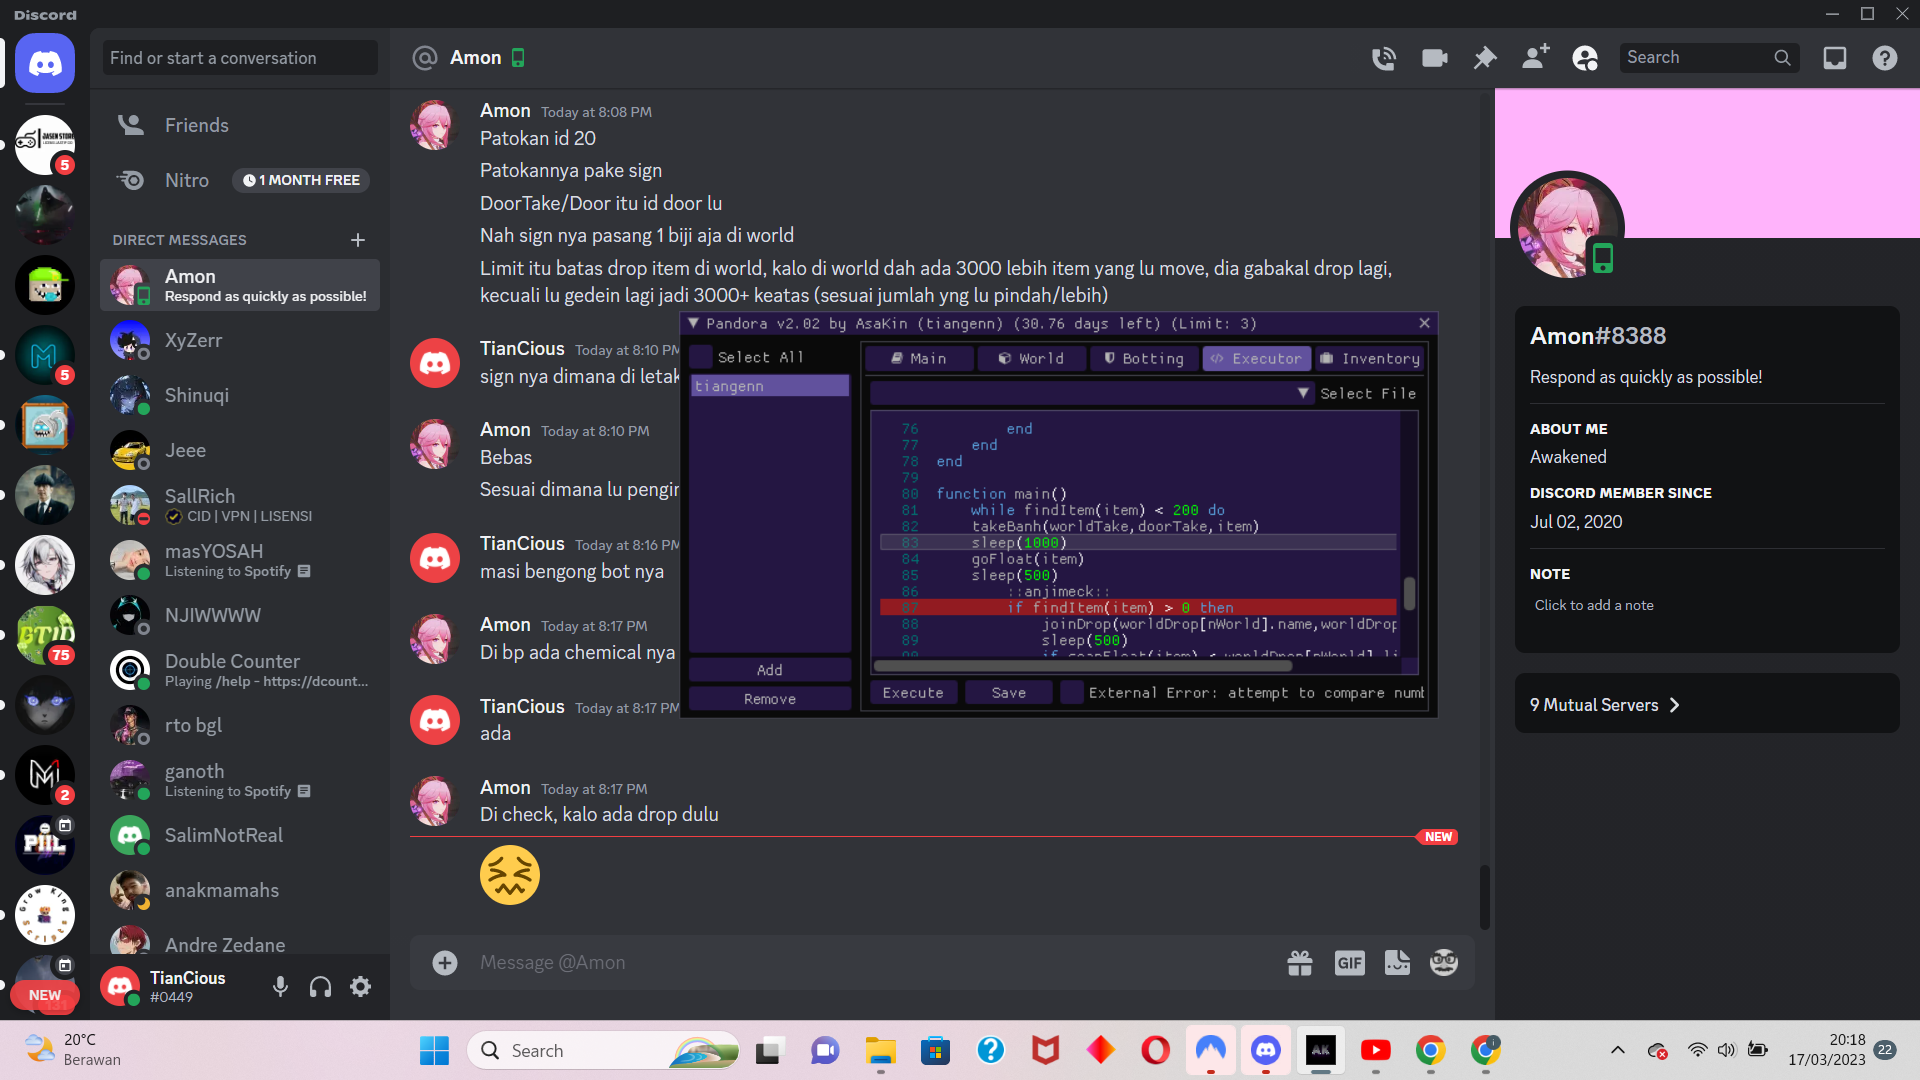 Discord
Find or start a conversation
Friends
Nitro
1 MONTH FREE
DIRECT MESSAGES
Amon
Respond as quickly as possible!
XyZerr
Shinuqi
Jeee
SallRich
CID | VPN | LISENSI
masYOSAH
Listening to Spotify
NJIWWWW
Double Counter
Playing /help - https://dcount...
rto bgl
ganoth
Listening to Spotify
SalimNotReal
anakmamahs
Andre Zedane
TianCious
#0449
JASEN STORE
5
5
GTID
75
2
PIIL
Grow Kin Scripts
NEW
Amon
Search
Amon Today at 8:08 PM
Patokan id 20
Patokannya pake sign
DoorTake/Door itu id door lu
Nah sign nya pasang 1 biji aja di world
Limit itu batas drop item di world, kalo di world dah ada 3000 lebih item yang lu move, dia gabakal drop lagi,
kecuali lu gedein lagi jadi 3000+ keatas (sesuai jumlah yng lu pindah/lebih)
TianCious Today at 8:10 PM
sign nya dimana di letak
Amon Today at 8:10 PM
Bebas
Sesuai dimana lu pengin
TianCious Today at 8:16 PM
masi bengong bot nya
Amon Today at 8:17 PM
Di bp ada chemical nya
TianCious Today at 8:17 PM
ada
Amon Today at 8:17 PM
Di check, kalo ada drop dulu
NEW
Message @Amon
GIF
Pandora v2.02 by AsaKin (tiangenn) (30.76 days left) (Limit: 3)
Select All
tiangenn
Add
Remove
Main
World
Botting
</> Executor
Inventory
Select File
76 end
77 end
78 end
79
80 function main()
81 while findItem(item) < 200 do
82 takeBanh(worldTake,doorTake,item)
83 sleep(1000)
84 goFloat(item)
85 sleep(500)
86 ::anjimeck::
87 if findItem(item) > 0 then
88 joinDrop(worldDrop[nWorld].name,worldDrop
89 sleep(500)
90 if scanFloat(item) < worldDrop[nWorld].li
Execute
Save
External Error: attempt to compare numb
Amon#8388
Respond as quickly as possible!
ABOUT ME
Awakened
DISCORD MEMBER SINCE
Jul 02, 2020
NOTE
Click to add a note
9 Mutual Servers
20°C
Berawan
Search
AK
20:18
17/03/2023
22